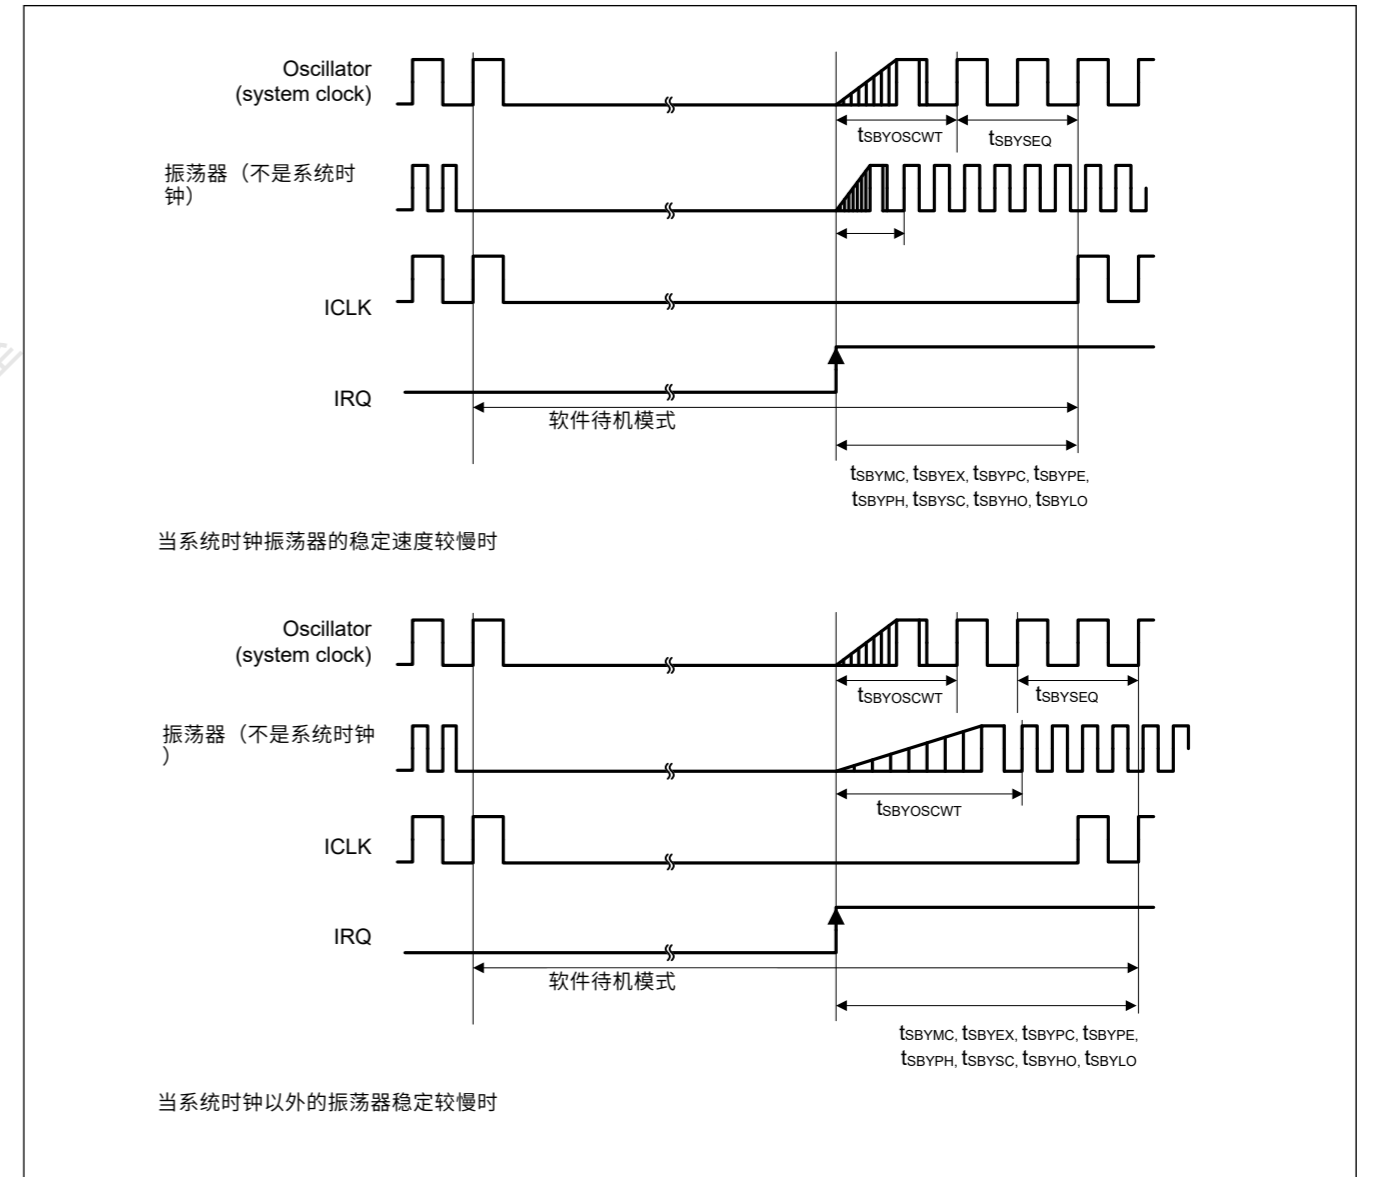 Oscillator
(system clock)
tSBYOSCWT
tSBYSEQ
振荡器（不是系统时
钟）
ICLK
IRQ
软件待机模式
tSBYMC, tSBYEX, tSBYPC, tSBYPE,
tSBYPH, tSBYSC, tSBYHO, tSBYLO
当系统时钟振荡器的稳定速度较慢时
Oscillator
(system clock)
tSBYOSCWT
tSBYSEQ
振荡器（不是系统时钟
）
tSBYOSCWT
ICLK
IRQ
软件待机模式
tSBYMC, tSBYEX, tSBYPC, tSBYPE,
tSBYPH, tSBYSC, tSBYHO, tSBYLO
当系统时钟以外的振荡器稳定较慢时